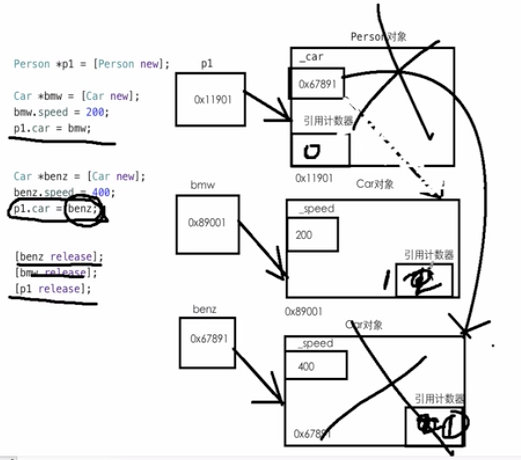 Person *p1 = [Person new];
Car *bmw = [Car new];
bmw.speed = 200;
p1.car = bmw;
Car *benz = [Car new];
benz.speed = 400;
p1.car = benz;
[benz release];
[bmw release];
[p1 release];
p1
0x11901
Person对象
_car
0x67891
引用计数器
0
0x11901
bmw
0x89001
Car对象
_speed
200
引用计数器
1
0x89001
benz
0x67891
Car对象
_speed
400
引用计数器
1
0x67891